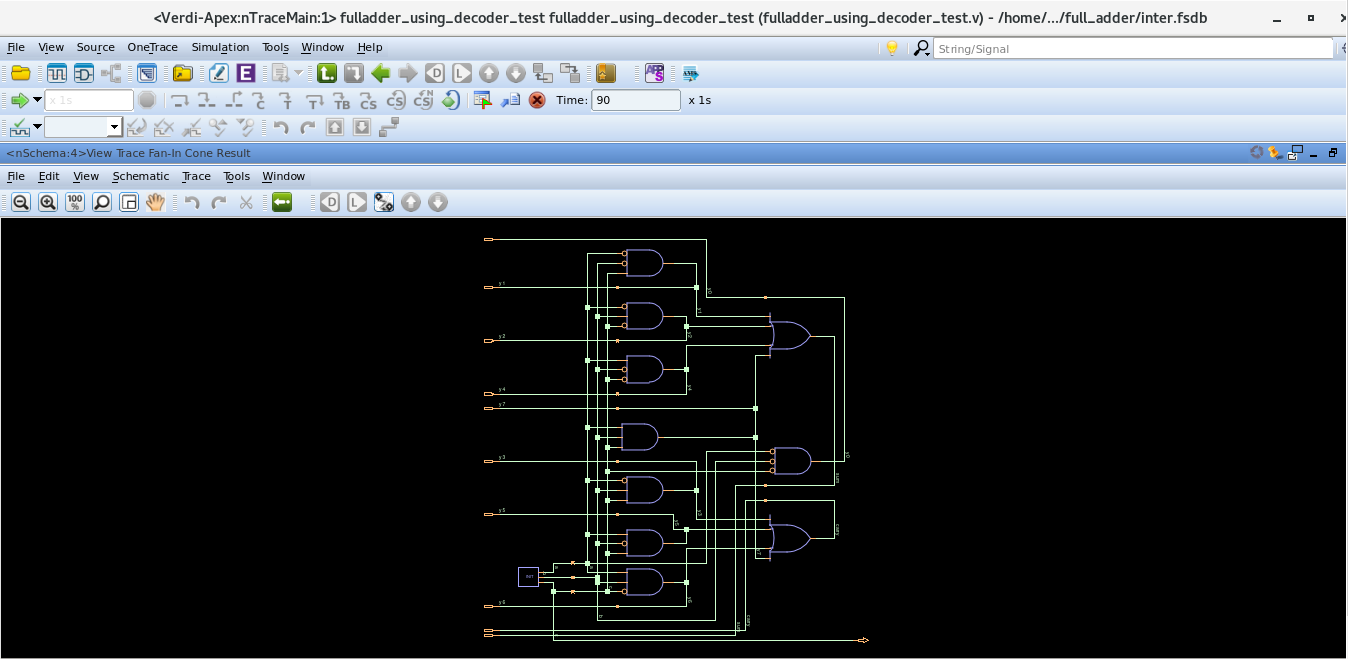 <Verdi-Apex:nTraceMain:1> fulladder_using_decoder_test fulladder_using_decoder_test (fulladder_using_decoder_test.v) - /home/.../full_adder/inter.fsdb
File View Source OneTrace Simulation Tools Window Help
String/Signal
x 1s Time: 90 x 1s
<nSchema:4>View Trace Fan-In Cone Result
File Edit View Schematic Trace Tools Window
100 %
y1
y2
y4
y7
y3
y5
y6